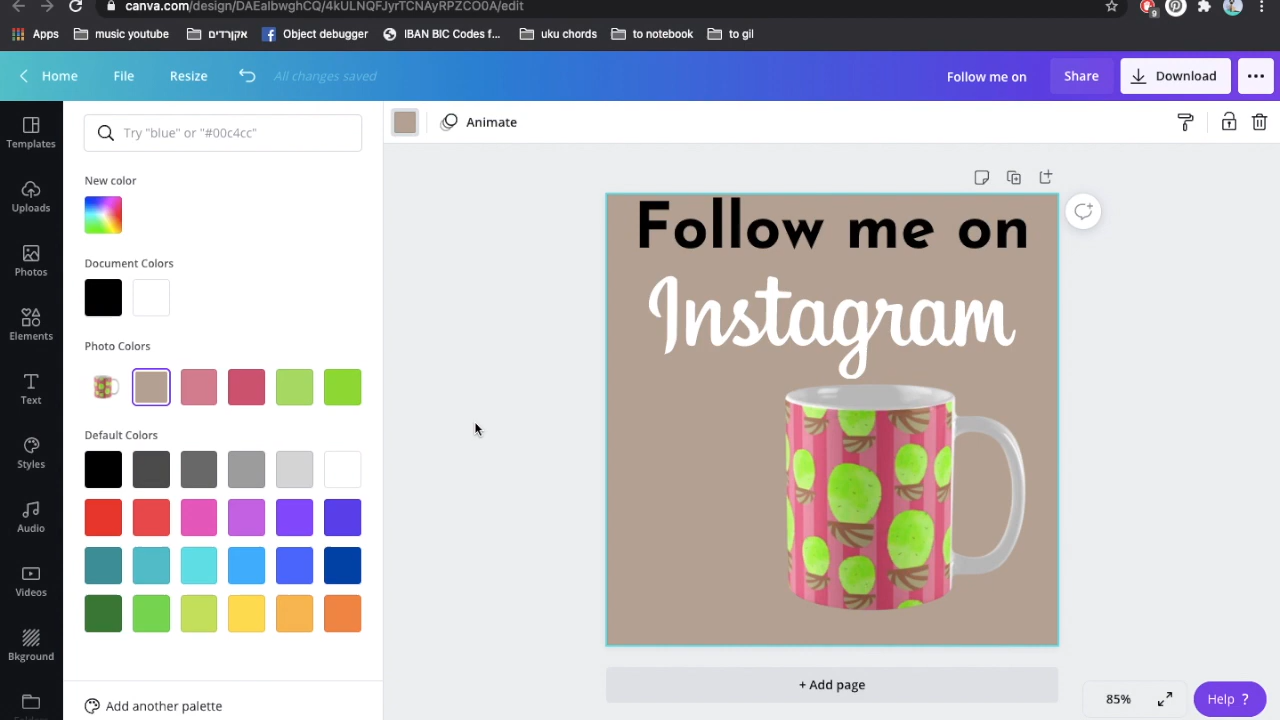 canva.com/design/DAEalbwghCQ/4kULNQFJyrTCNAyRPZCO0A/edit
9
Apps music youtube אקורדים Object debugger IBAN BIC Codes f... uku chords to notebook to gil
Home File Resize All changes saved Follow me on Share Download
Templates
Uploads
Photos
Elements
Text
Styles
Audio
Videos
Bkground
Try "blue" or "#00c4cc"
New color
Document Colors
Photo Colors
Default Colors
Add another palette
Animate
Follow me on
Instagram
+ Add page
85%
Help ?